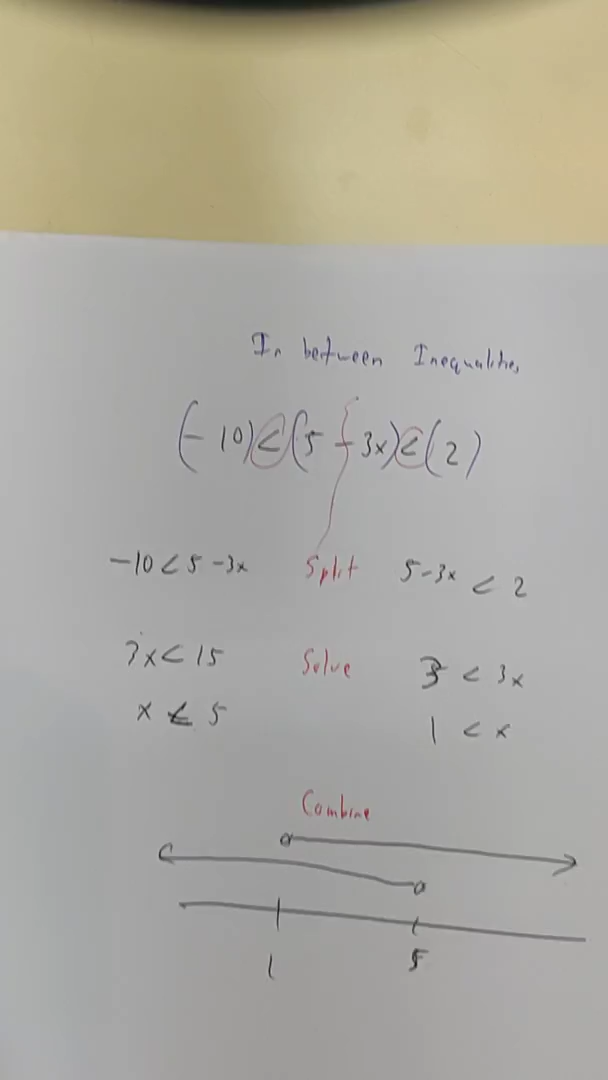 In between Inequalities
(-10)<(5-3x)<(2)
-10<5-3x Split 5-3x < 2
3x<15 Solve 3 < 3x
x < 5 1 < x
Combine
1 5